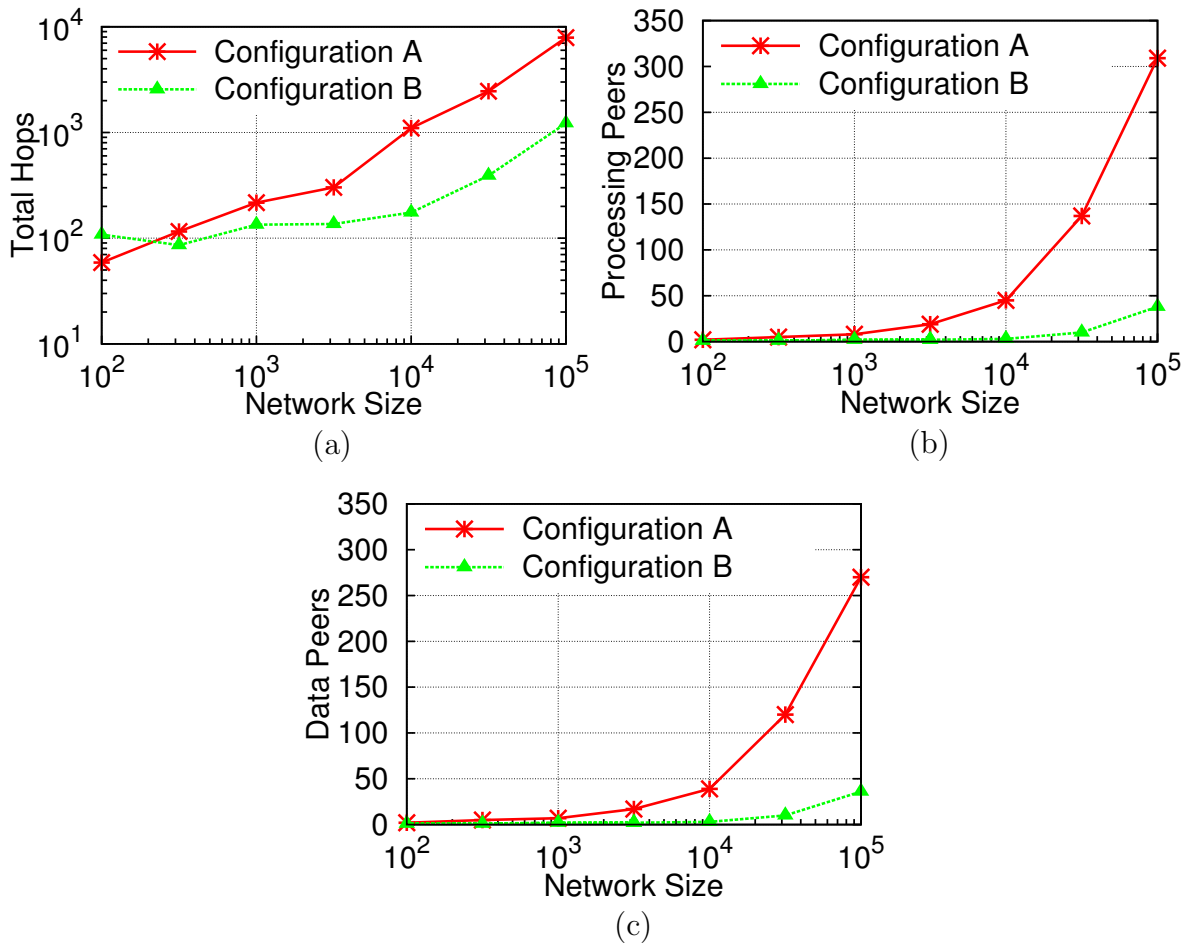 Total Hops
10^4
10^3
10^2
10^1
Configuration A
Configuration B
10^2 10^3 10^4 10^5
Network Size
(a)
Processing Peers
350
300
250
200
150
100
50
0
Configuration A
Configuration B
10^2 10^3 10^4 10^5
Network Size
(b)
Data Peers
350
300
250
200
150
100
50
0
Configuration A
Configuration B
10^2 10^3 10^4 10^5
Network Size
(c)